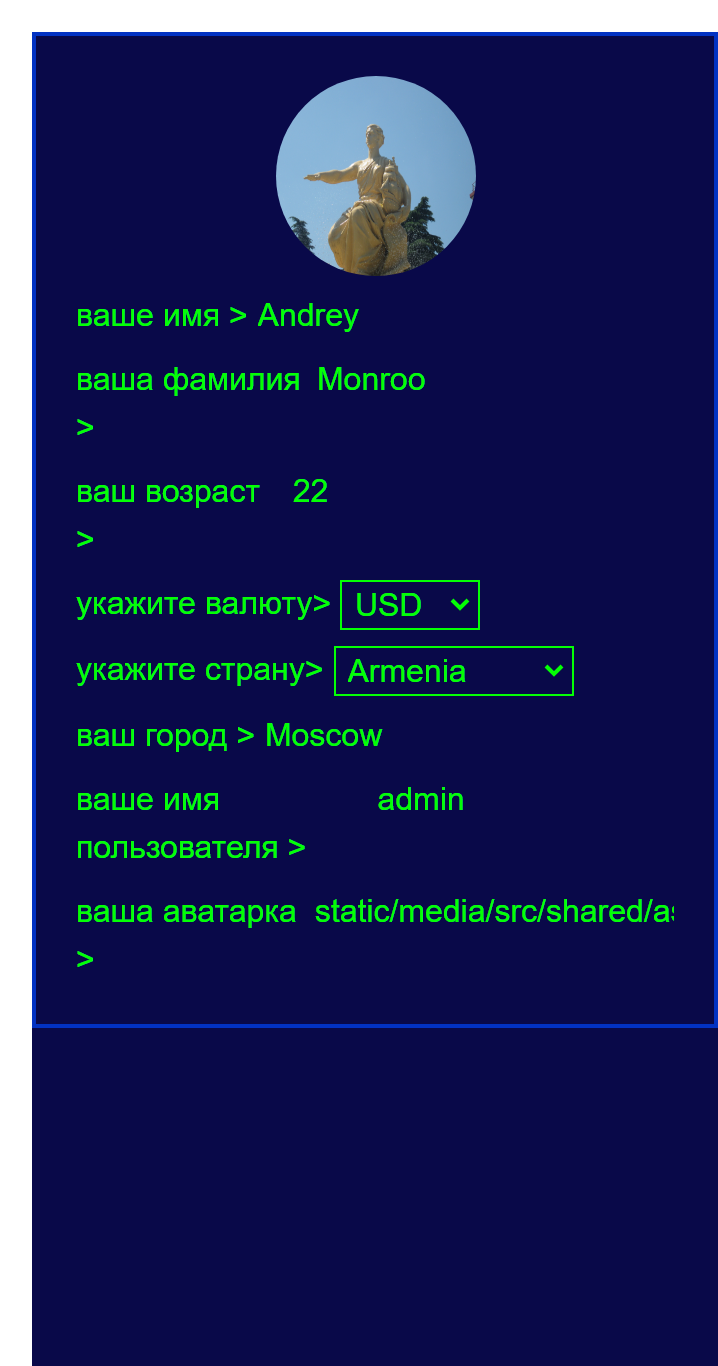 ваше имя > Andrey
ваша фамилия Monroo
>
ваш возраст 22
>
укажите валюту> USD
укажите страну> Armenia
ваш город > Moscow
ваше имя admin
пользователя >
ваша аватарка static/media/src/shared/as
>